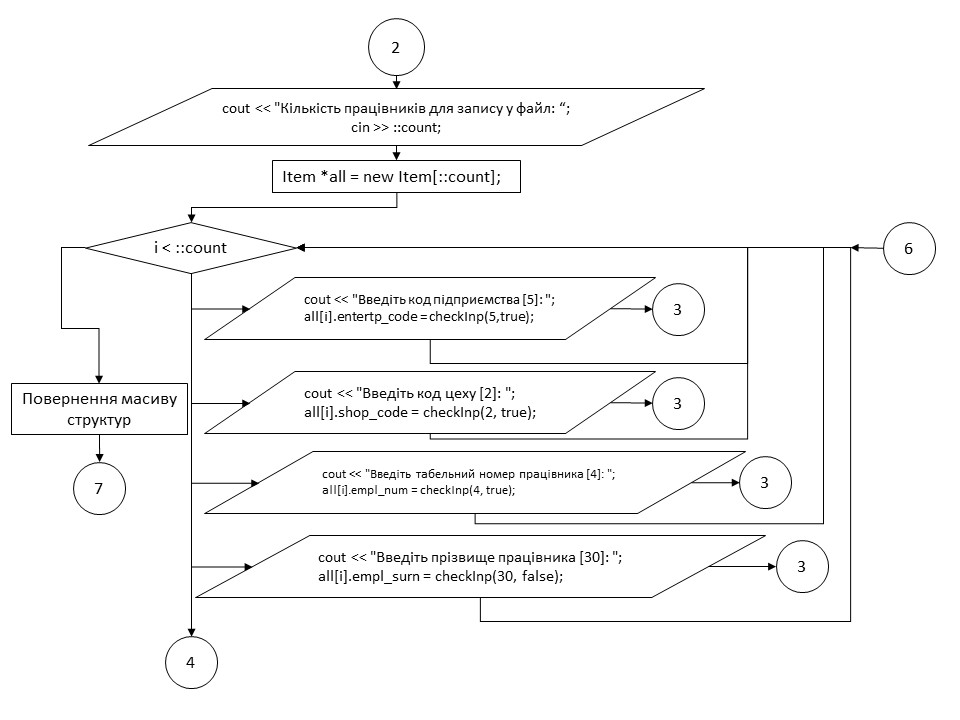 2
cout << "Кількість працівників для запису у файл: “;
cin >> ::count;
Item *all = new Item[::count];
i < ::count
6
cout << "Введіть код підприємства [5]: ";
all[i].entertp_code = checkInp(5,true);
3
cout << "Введіть код цеху [2]: ";
all[i].shop_code = checkInp(2, true);
3
Повернення масиву
структур
7
cout << "Введіть табельний номер працівника [4]: ";
all[i].empl_num = checkInp(4, true);
3
cout << "Введіть прізвище працівника [30]: ";
all[i].empl_surn = checkInp(30, false);
3
4